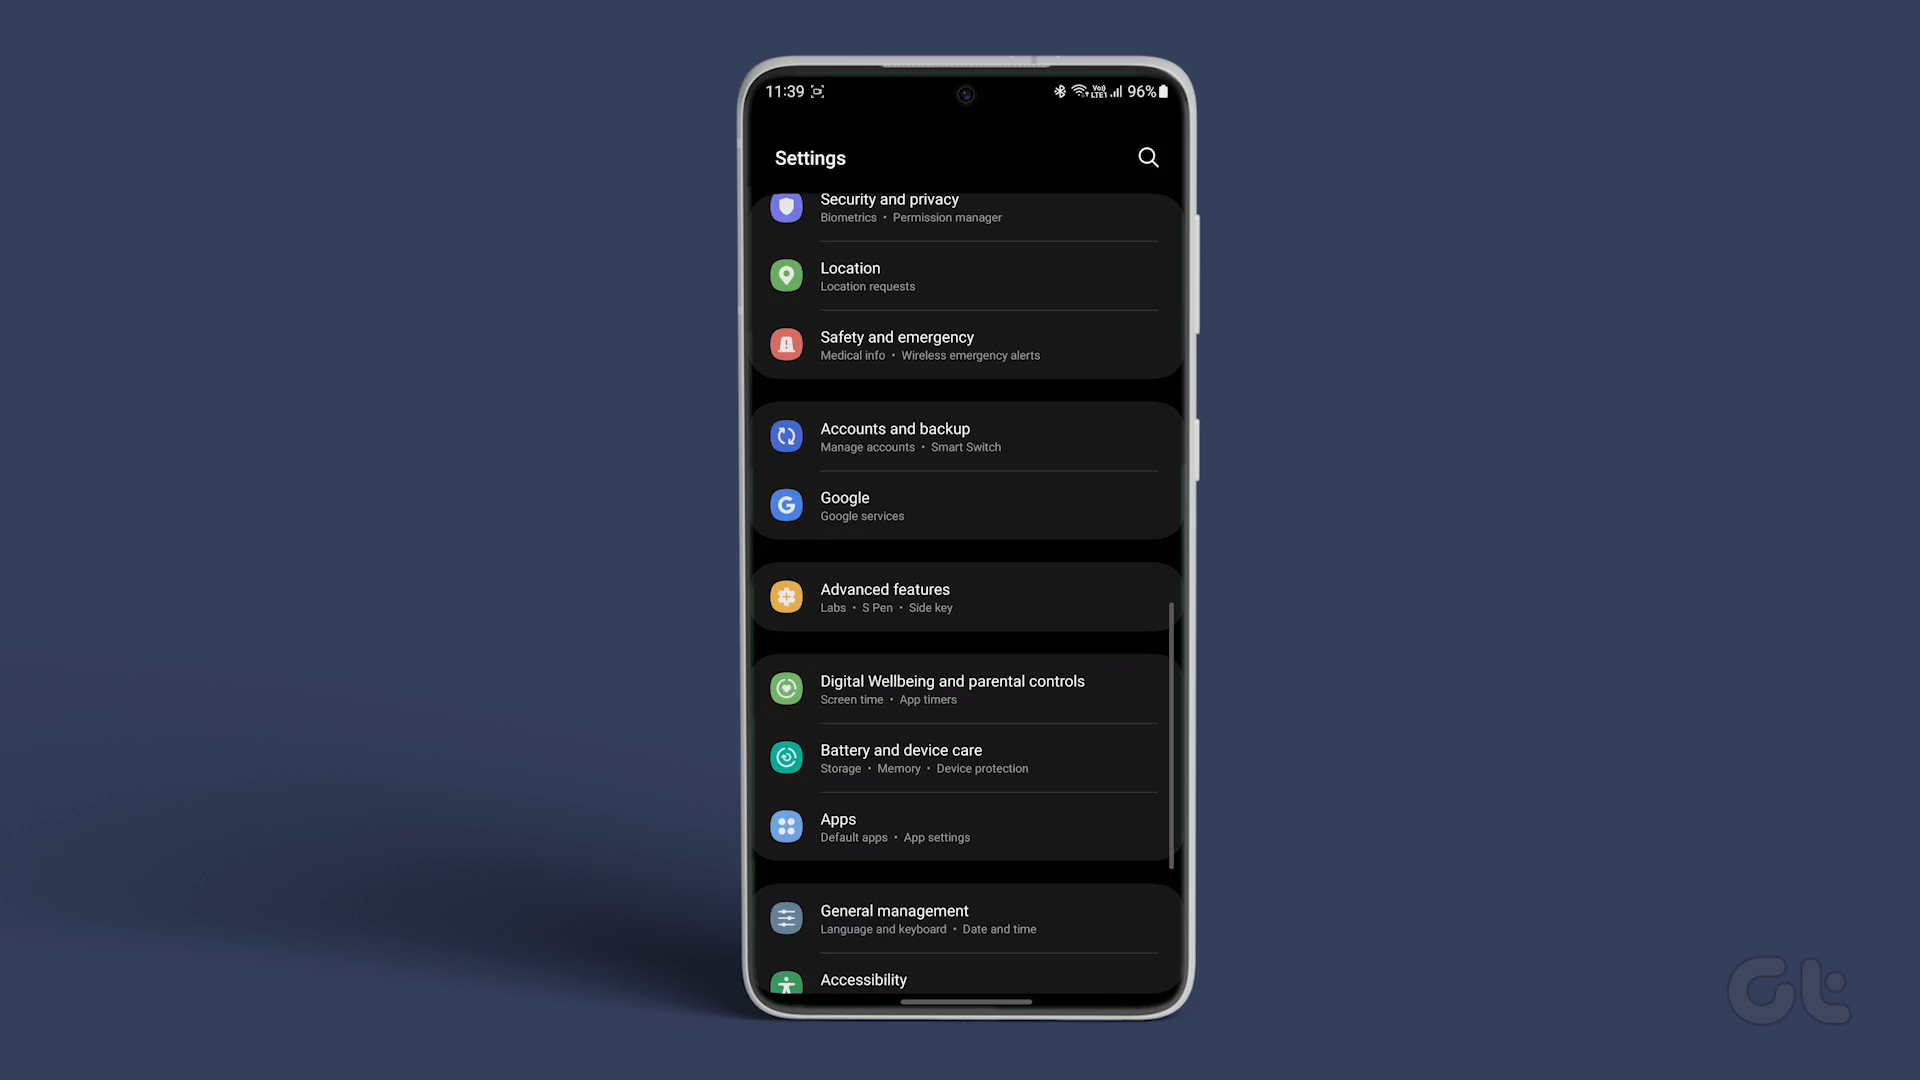 11:39 Vo) LTE1 96%
Settings
Security and privacy
Biometrics • Permission manager
Location
Location requests
Safety and emergency
Medical info • Wireless emergency alerts
Accounts and backup
Manage accounts • Smart Switch
Google
Google services
Advanced features
Labs • S Pen • Side key
Digital Wellbeing and parental controls
Screen time • App timers
Battery and device care
Storage • Memory • Device protection
Apps
Default apps • App settings
General management
Language and keyboard • Date and time
Accessibility
Gt